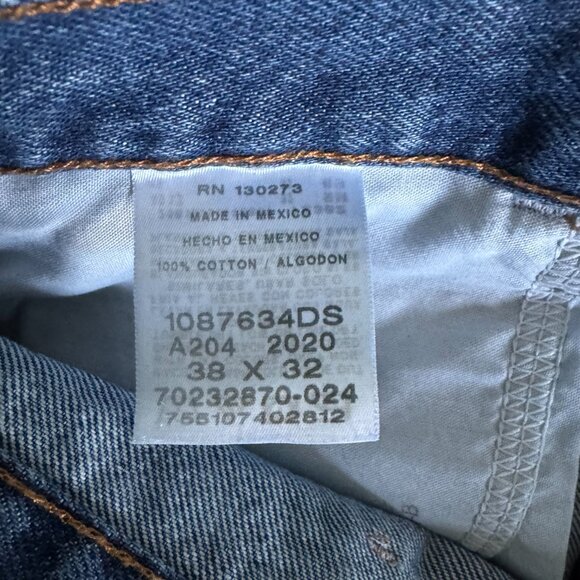 RN 130273
MADE IN MEXICO
HECHO EN MEXICO
100% COTTON / ALGODON
1087634DS
A204 2020
38 X 32
70232870-024
755107402812